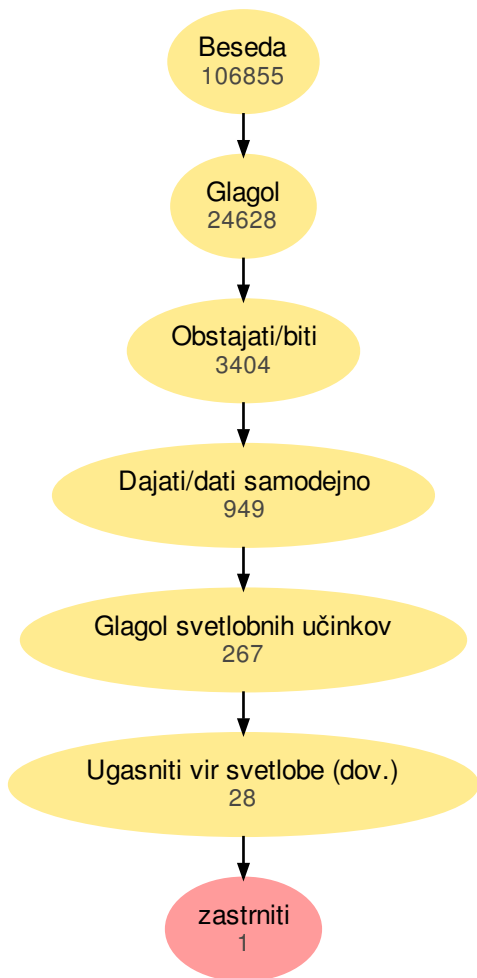 Beseda
106855
Glagol
24628
Obstajati/biti
3404
Dajati/dati samodejno
949
Glagol svetlobnih učinkov
267
Ugasniti vir svetlobe (dov.)
28
zastrniti
1